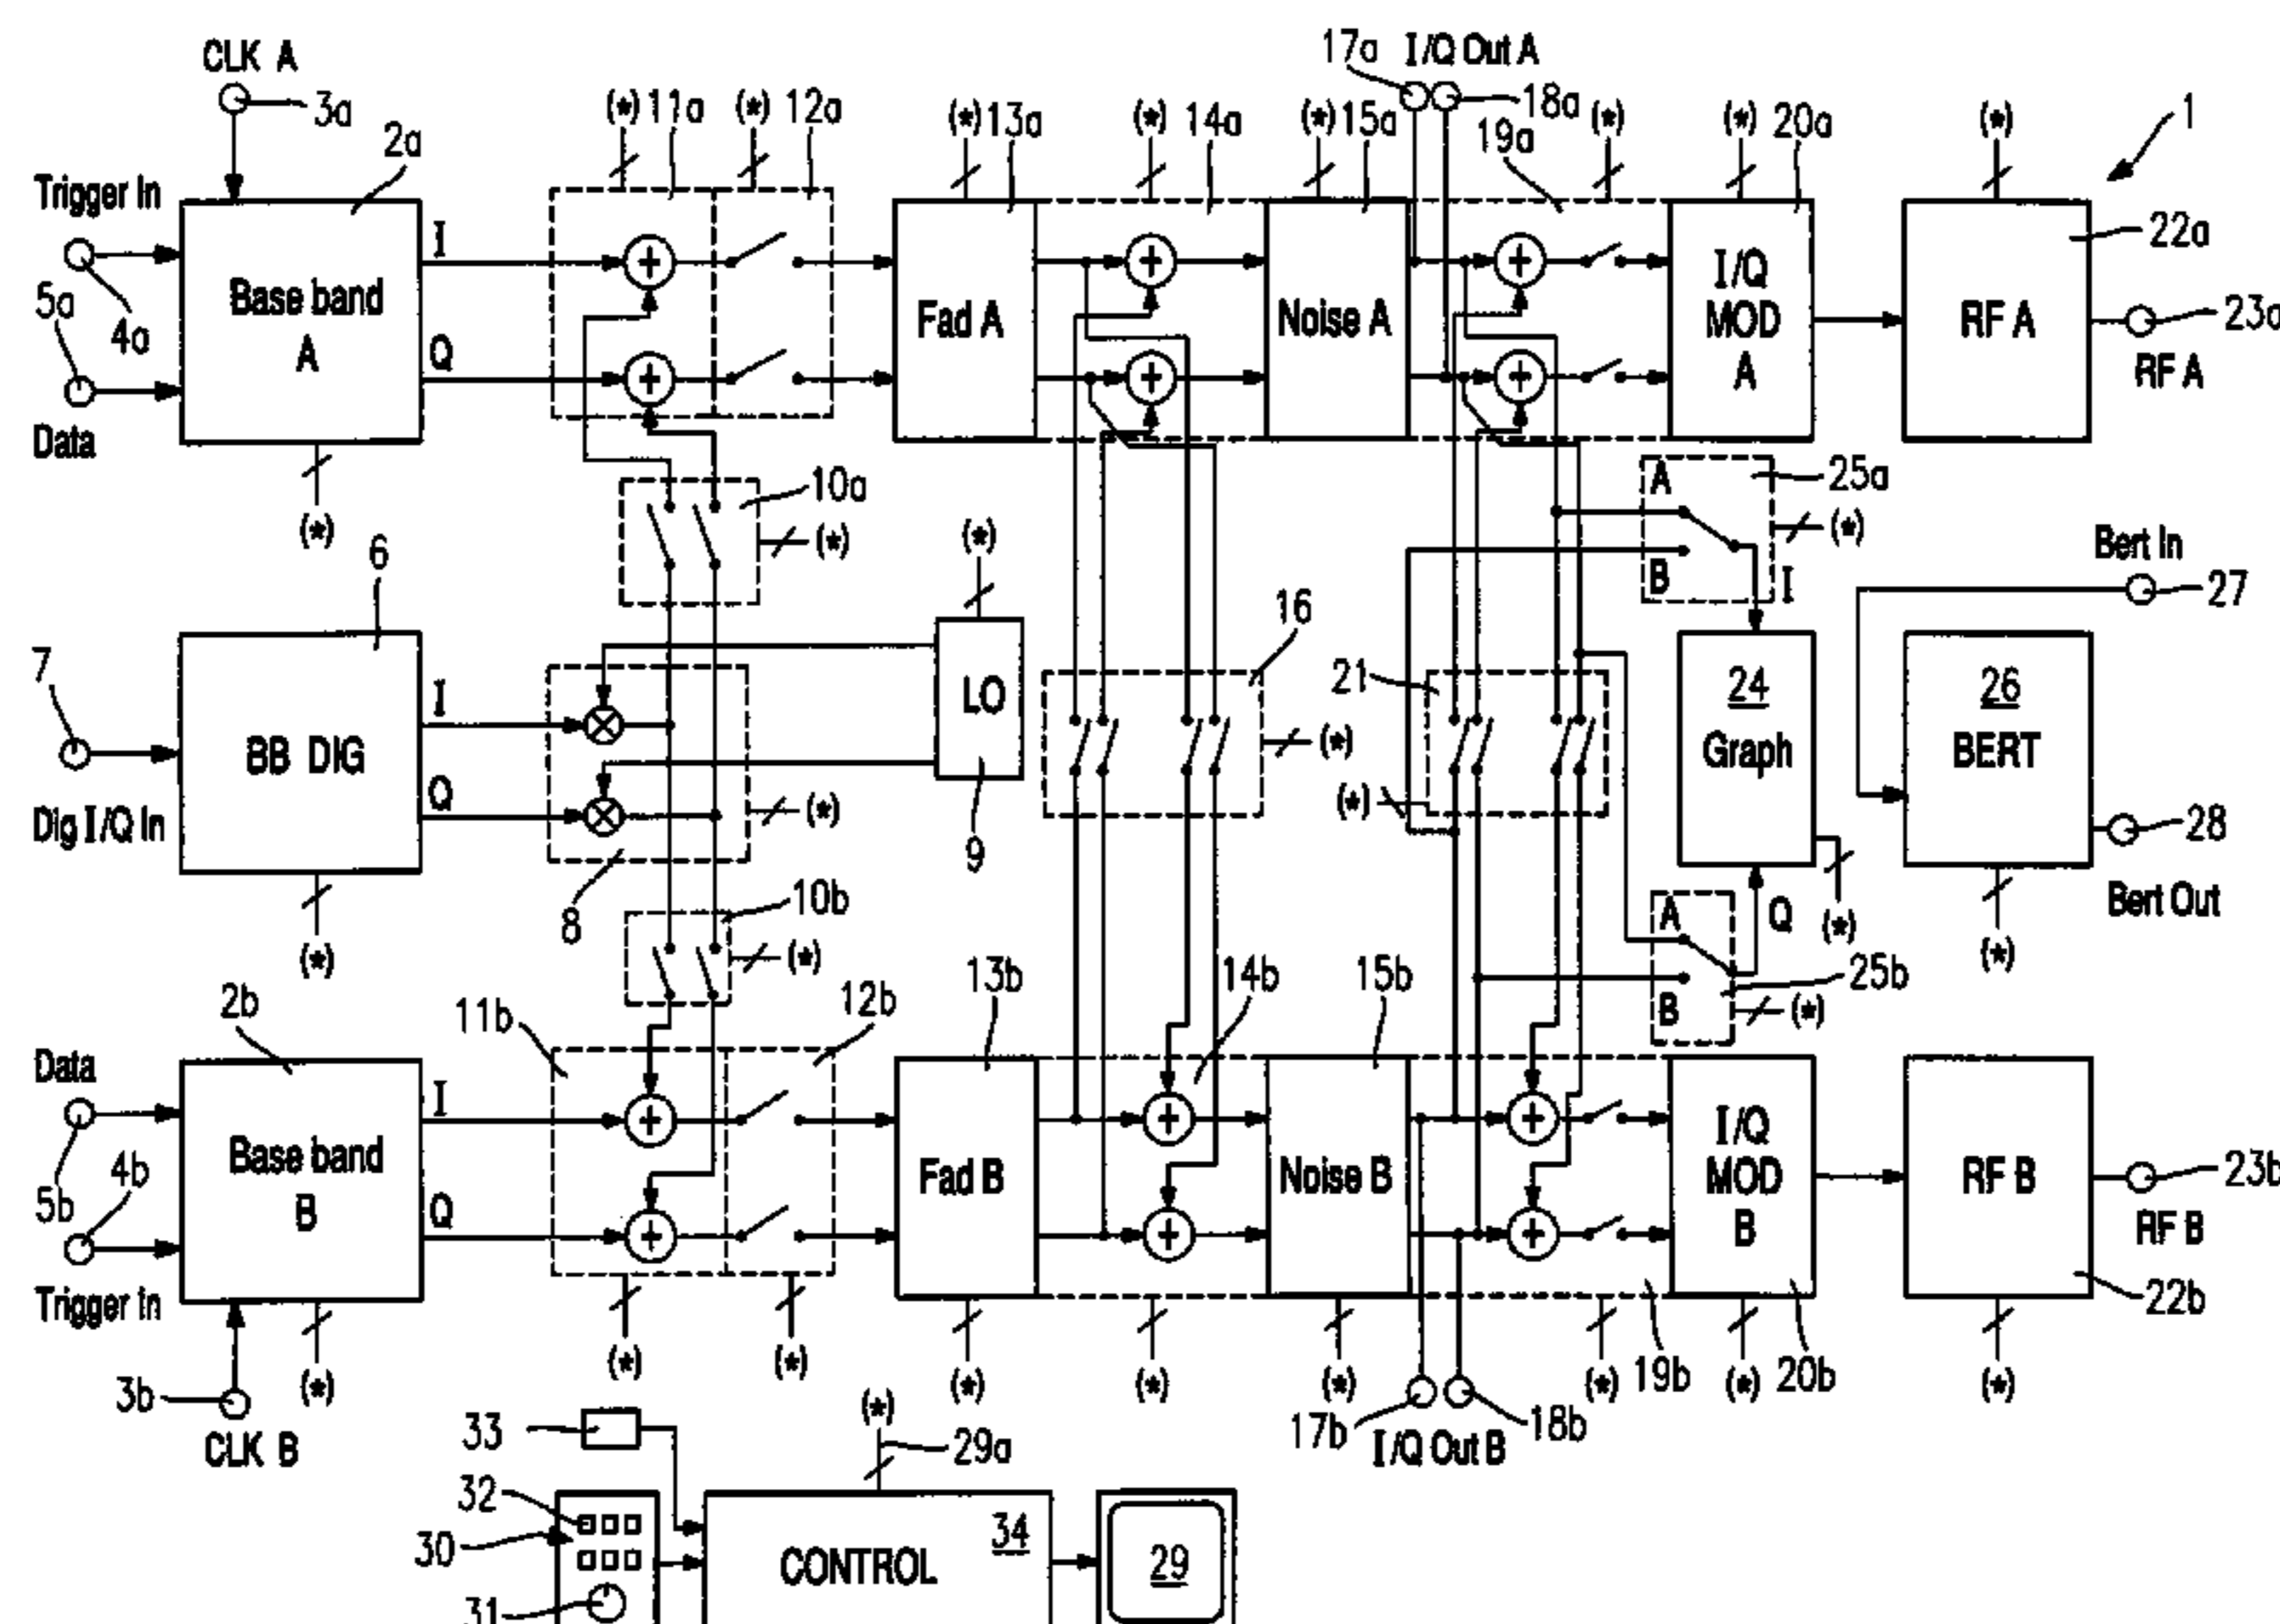 CLK A
3a
2a
Trigger In
5a
4a
Data
Base band
A
I
Q
(*)
(*) 11a (*) 12a
(*) 13a (*) 14a (*) 15a
17a I/Q Out A
18a
19a (*)
(*) 20a
(*)
1
Fad A
Noise A
I/Q
MOD
A
RF A
22a
23a
RF A
10a
(*)
A
B
25a
(*)
I
6
7
Dig I/Q In
BB DIG
I
Q
(*)
8
(*)
(*)
LO
9
16
(*)
21
(*)
24
Graph
Q
(*)
Bert In
27
26
BERT
28
Bert Out
(*)
10b
(*)
A
B
25b
(*)
2b
Data
5b
4b
Trigger In
Base band
B
I
Q
3b
CLK B
(*)
11b
12b
(*)
(*)
13b
14b
15b
Fad B
Noise B
I/Q
MOD
B
RF B
23b
RF B
22b
(*)
(*)
(*)
(*)
19b
(*)
20b
(*)
17b
I/Q Out B
18b
33
32
30
31
(*)
29a
34
CONTROL
29